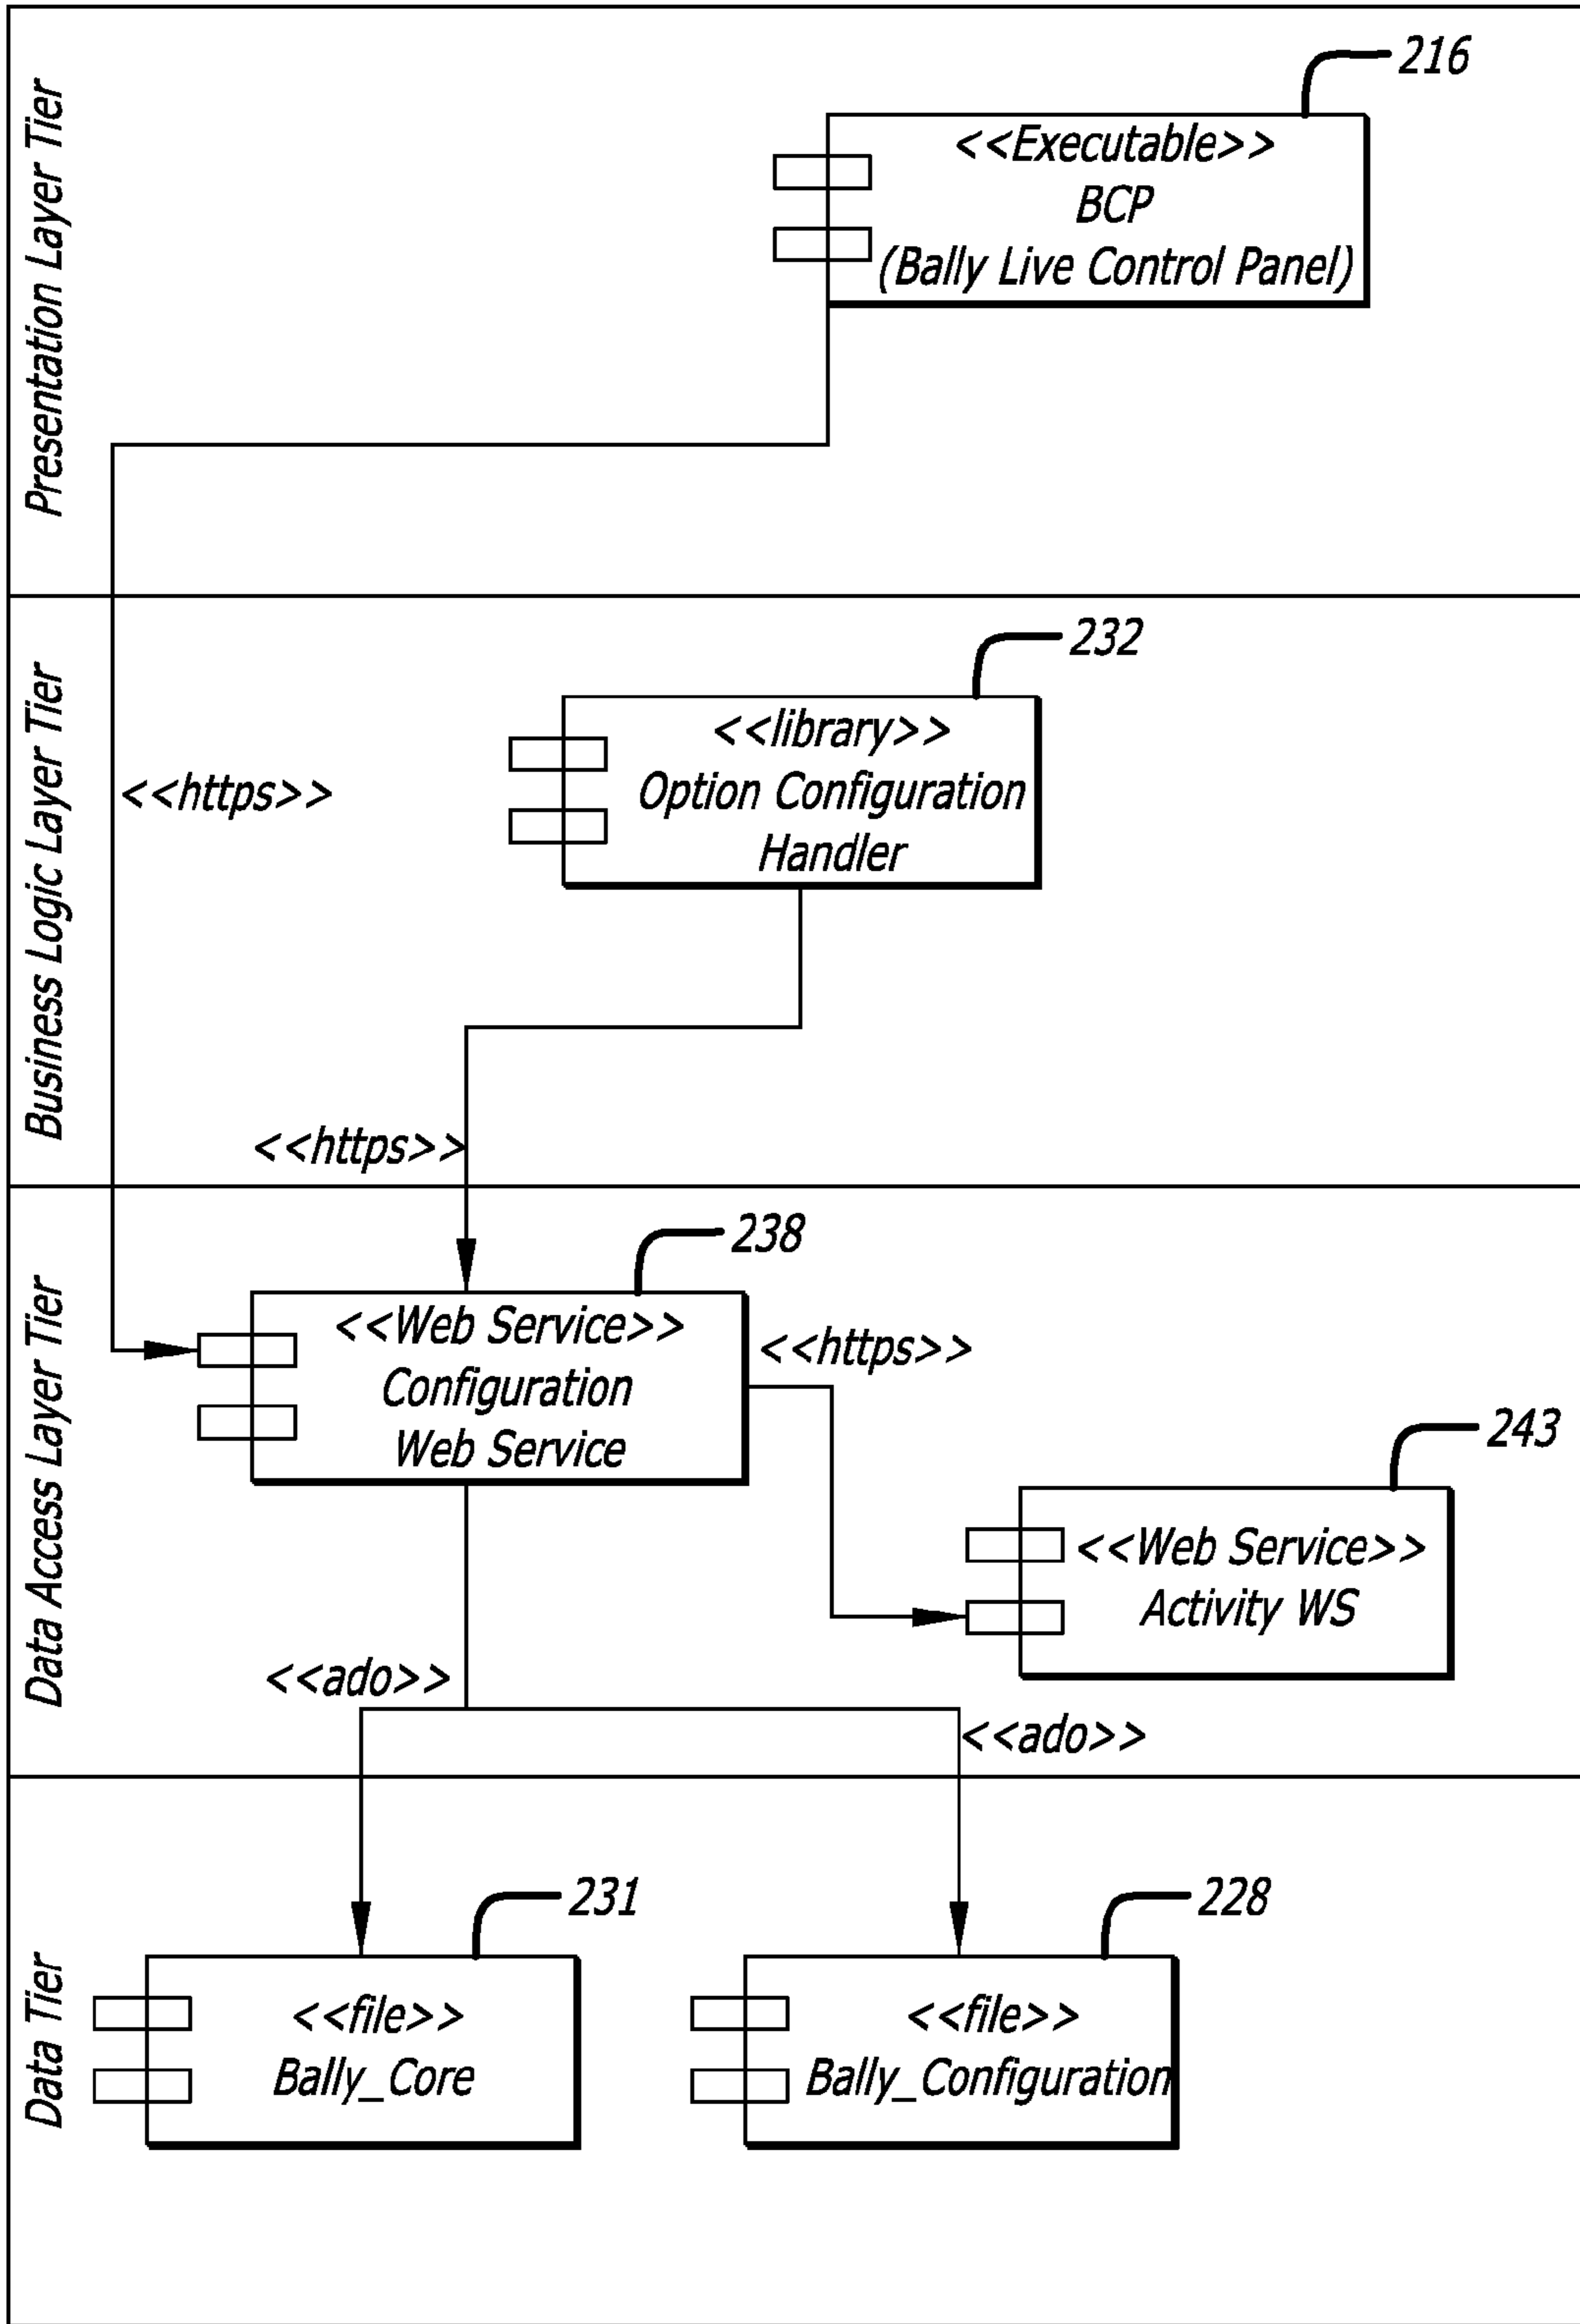 Presentation Layer Tier
216
<<Executable>>
BCP
(Bally Live Control Panel)
Business Logic Layer Tier
232
<<library>>
Option Configuration
Handler
<<https>>
<<https>>
Data Access Layer Tier
238
<<Web Service>>
Configuration
Web Service
<<https>>
243
<<Web Service>>
Activity WS
<<ado>>
<<ado>>
Data Tier
231
<<file>>
Bally_Core
228
<<file>>
Bally_Configuration